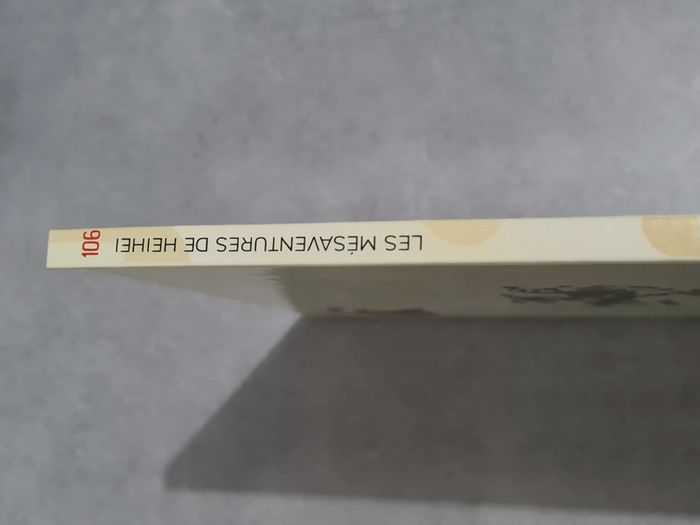 LES MÉSAVENTURES DE HEIHEI
106